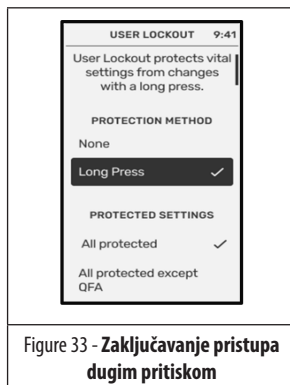 USER LOCKOUT 9:41
User Lockout protects vital
settings from changes
with a long press.
PROTECTION METHOD
None
Long Press ✓
PROTECTED SETTINGS
All protected ✓
All protected except
QFA
Figure 33 - Zaključavanje pristupa
dugim pritiskom